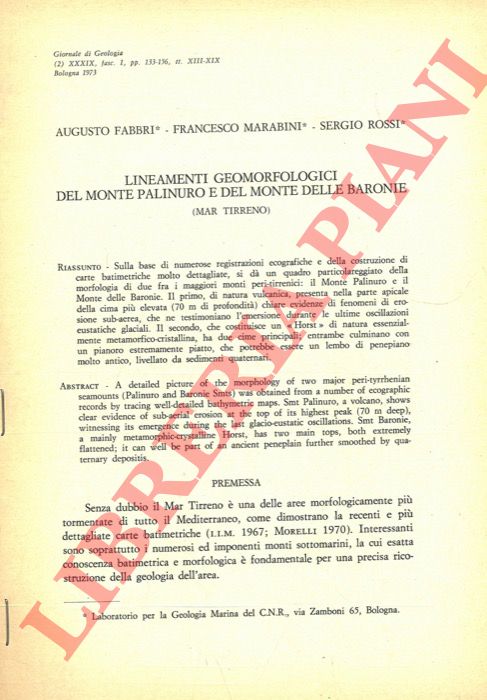 Giornale di Geologia
(2) XXXIX, fasc. I, pp. 133-156, tt. XIII-XIX
Bologna 1973
AUGUSTO FABBRI* - FRANCESCO MARABINI* - SERGIO ROSSI*
LINEAMENTI GEOMORFOLOGICI
DEL MONTE PALINURO E DEL MONTE DELLE BARONIE
(MAR TIRRENO)
RIASSUNTO - Sulla base di numerose registrazioni ecografiche e della costruzione di
carte batimetriche molto dettagliate, si dà un quadro particolareggiato della
morfologia di due fra i maggiori monti peri-tirrenici: il Monte Palinuro e il
Monte delle Baronie. Il primo, di natura vulcanica, presenta nella parte apicale
della cima più elevata (70 m di profondità) chiare evidenze di fenomeni di ero-
sione sub-aerea, che ne testimoniano l'emersione durante le ultime oscillazioni
eustatiche glaciali. Il secondo, che costituisce un « Horst » di natura essenzial-
mente metamorfico-cristallina, ha due cime principali; entrambe culminano con
un pianoro estremamente piatto, che potrebbe essere un lembo di penepiano
molto antico, livellato da sedimenti quaternari.
ABSTRACT - A detailed picture of the morphology of two major peri-tyrrhenian
seamounts (Palinuro and Baronie Smts) was obtained from a number of ecographic
records by tracing well-detailed bathymetric maps. Smt Palinuro, a volcano, shows
clear evidence of sub-aerial erosion at the top of its highest peak (70 m deep),
witnessing its emergence during the last glacio-eustatic oscillations. Smt Baronie,
a mainly metamorphic-crystalline Horst, has two main tops, both extremely
flattened; it can well be part of an ancient peneplain further smoothed by qua-
ternary depositis.
PREMESSA
Senza dubbio il Mar Tirreno è una delle aree morfologicamente più
tormentate di tutto il Mediterraneo, come dimostrano la recenti e più
dettagliate carte batimetriche (I.I.M. 1967; MORELLI 1970). Interessanti
sono soprattutto i numerosi ed imponenti monti sottomarini, la cui esatta
conoscenza batimetrica e morfologica è fondamentale per una precisa rico-
struzione della geologia dell'area.
* Laboratorio per la Geologia Marina del C.N.R., via Zamboni 65, Bologna.
LIBRERIA PIANI